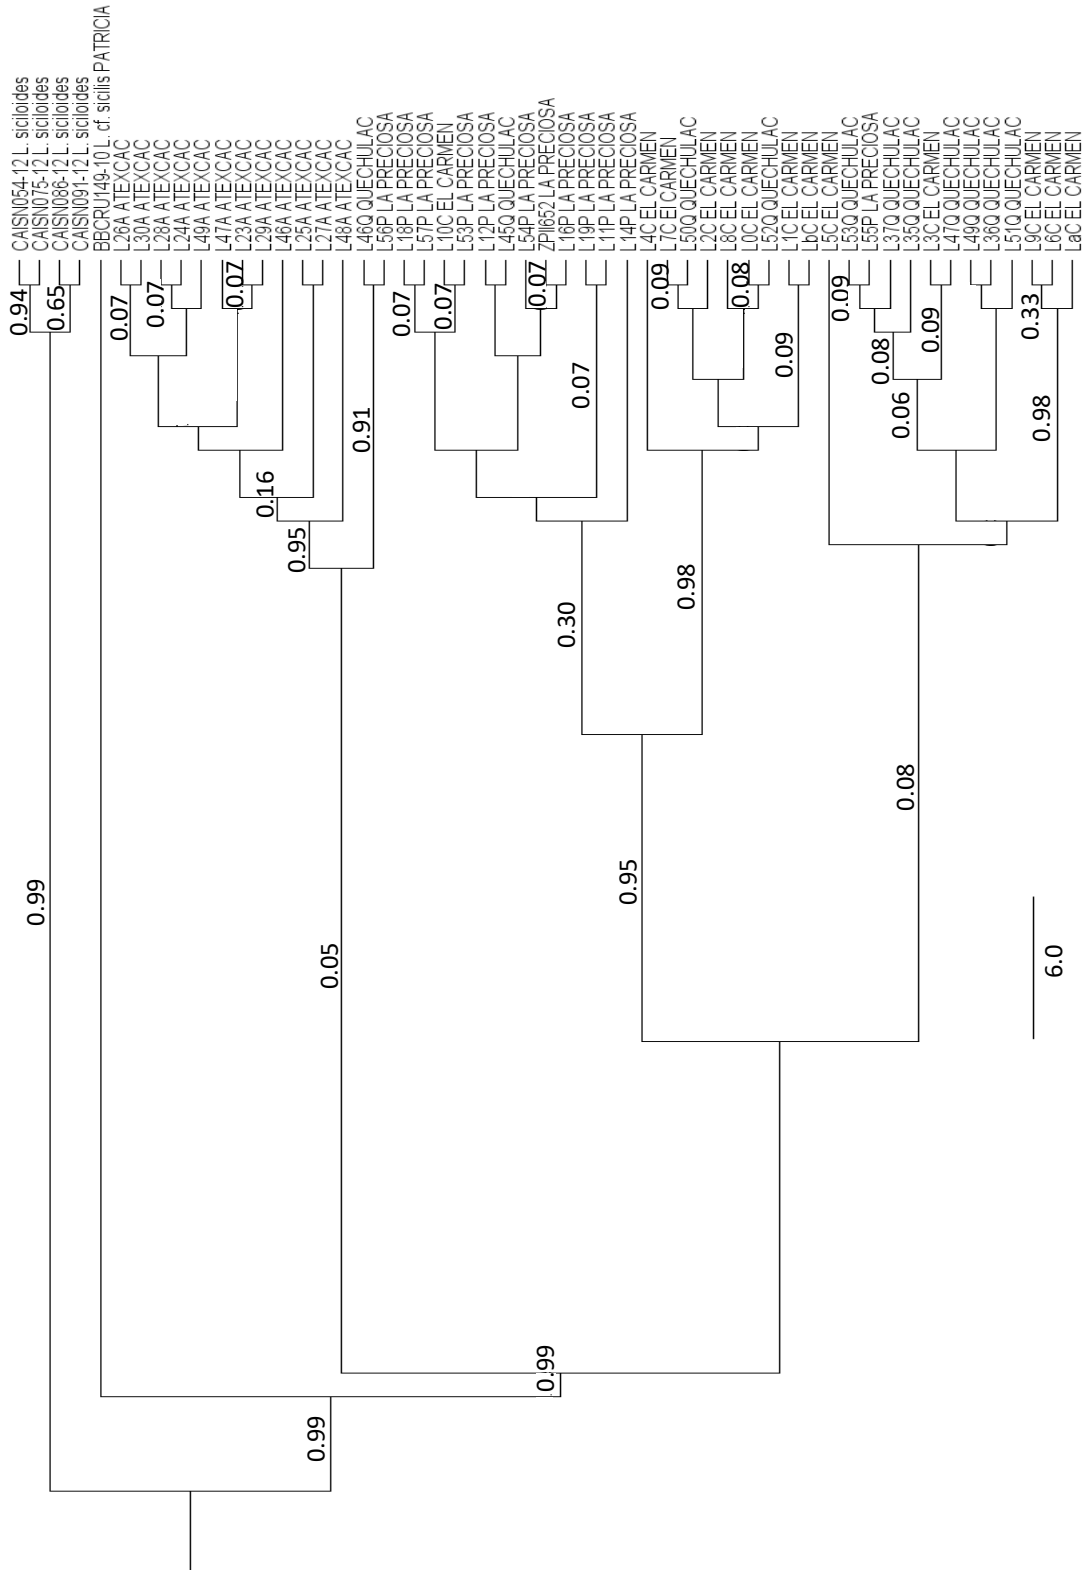 CAISN054-12 L. siciloides
CAISN075-12 L. siciloides
CAISN086-12 L. siciloides
CAISN091-12 L. siciloides
BBCRU149-10 L. cf. sicilis PATRICIA
L26A ATEXCAC
L30A ATEXCAC
L28A ATEXCAC
L24A ATEXCAC
L49A ATEXCAC
L47A ATEXCAC
L23A ATEXCAC
L29A ATEXCAC
L46A ATEXCAC
L25A ATEXCAC
L27A ATEXCAC
L48A ATEXCAC
L46Q QUECHULAC
L56P LA PRECIOSA
L18P LA PRECIOSA
L57P LA PRECIOSA
L10C EL CARMEN
L53P LA PRECIOSA
L12P LA PRECIOSA
L45Q QUECHULAC
L54P LA PRECIOSA
ZPII652 LA PRECIOSA
L16P LA PRECIOSA
L19P LA PRECIOSA
L11P LA PRECIOSA
L14P LA PRECIOSA
L4C EL CARMEN
L7C El CARMEN
L50Q QUECHULAC
L2C EL CARMEN
L8C EL CARMEN
L0C EL CARMEN
L52Q QUECHULAC
L1C EL CARMEN
LbC EL CARMEN
L5C EL CARMEN
L53Q QUECHULAC
L55P LA PRECIOSA
L37Q QUECHULAC
L35Q QUECHULAC
L3C EL CARMEN
L47Q QUECHULAC
L49Q QUECHULAC
L36Q QUECHULAC
L51Q QUECHULAC
L9C EL CARMEN
L6C EL CARMEN
LaC EL CARMEN
0.94
0.65
0.99
0.07
0.07
0.07
0.16
0.95
0.91
0.05
0.07
0.07
0.07
0.07
0.30
0.09
0.08
0.09
0.98
0.95
0.09
0.08
0.09
0.06
0.33
0.98
0.08
0.99
0.99
6.0